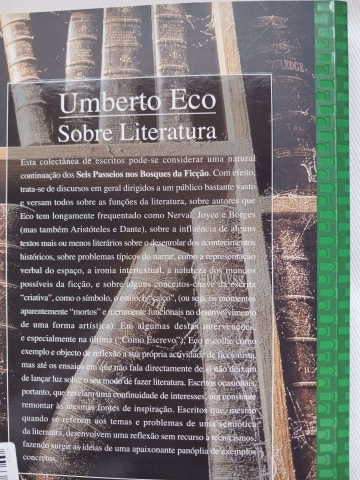 Umberto Eco
Sobre Literatura
Esta colectânea de escritos pode-se considerar uma natural
continuação dos Seis Passeios nos Bosques da Ficção. Com efeito,
trata-se de discursos em geral dirigidos a um público bastante vasto
e versam todos sobre as funções da literatura, sobre autores que
Eco tem longamente frequentado como Nerval, Joyce e Borges
(mas também Aristóteles e Dante), sobre a influência de alguns
textos mais ou menos literários sobre o desenrolar dos acontecimentos
históricos, sobre problemas típicos do narrar, como a representação
verbal do espaço, a ironia intertextual, a natureza dos mundos
possíveis da ficção, e sobre alguns conceitos-chave da escrita
"criativa", como o símbolo, o estilo, o "calço", (ou seja, os momentos
aparentemente "mortos" e meramente funcionais no desenvolvimento
de uma forma artística). Em algumas destas intervenções,
e especialmente na última ("Como Escrevo"), Eco escolhe como
exemplo e objecto de reflexão a sua própria actividade de ficcionista,
mas até os ensaios em que não fala directamente de si não deixam
de lançar luz sobre o seu modo de fazer literatura. Escritos ocasionais,
portanto, que revelam uma continuidade de interesses, um constante
remontar às mesmas fontes de inspiração. Escritos que, mesmo
quando se referem aos temas e problemas de uma semiótica
da literatura, desenvolvem uma reflexão sem recurso a tecnicismos,
fazendo surgir as ideias de uma apaixonante panóplia de exemplos
concretos.